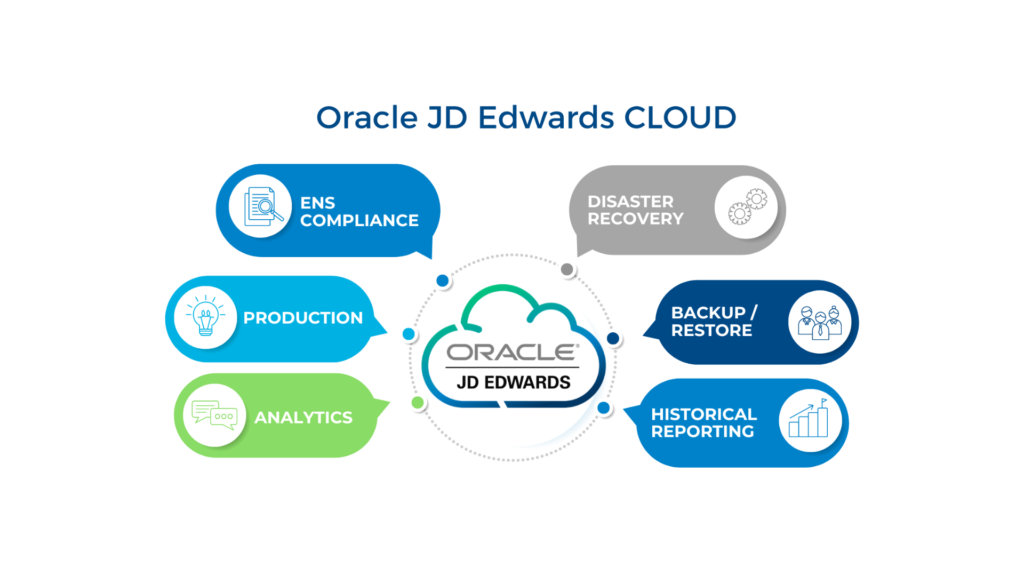 Oracle JD Edwards CLOUD
ENS
COMPLIANCE
DISASTER
RECOVERY
PRODUCTION
BACKUP /
RESTORE
ORACLE®
JD EDWARDS
ANALYTICS
HISTORICAL
REPORTING